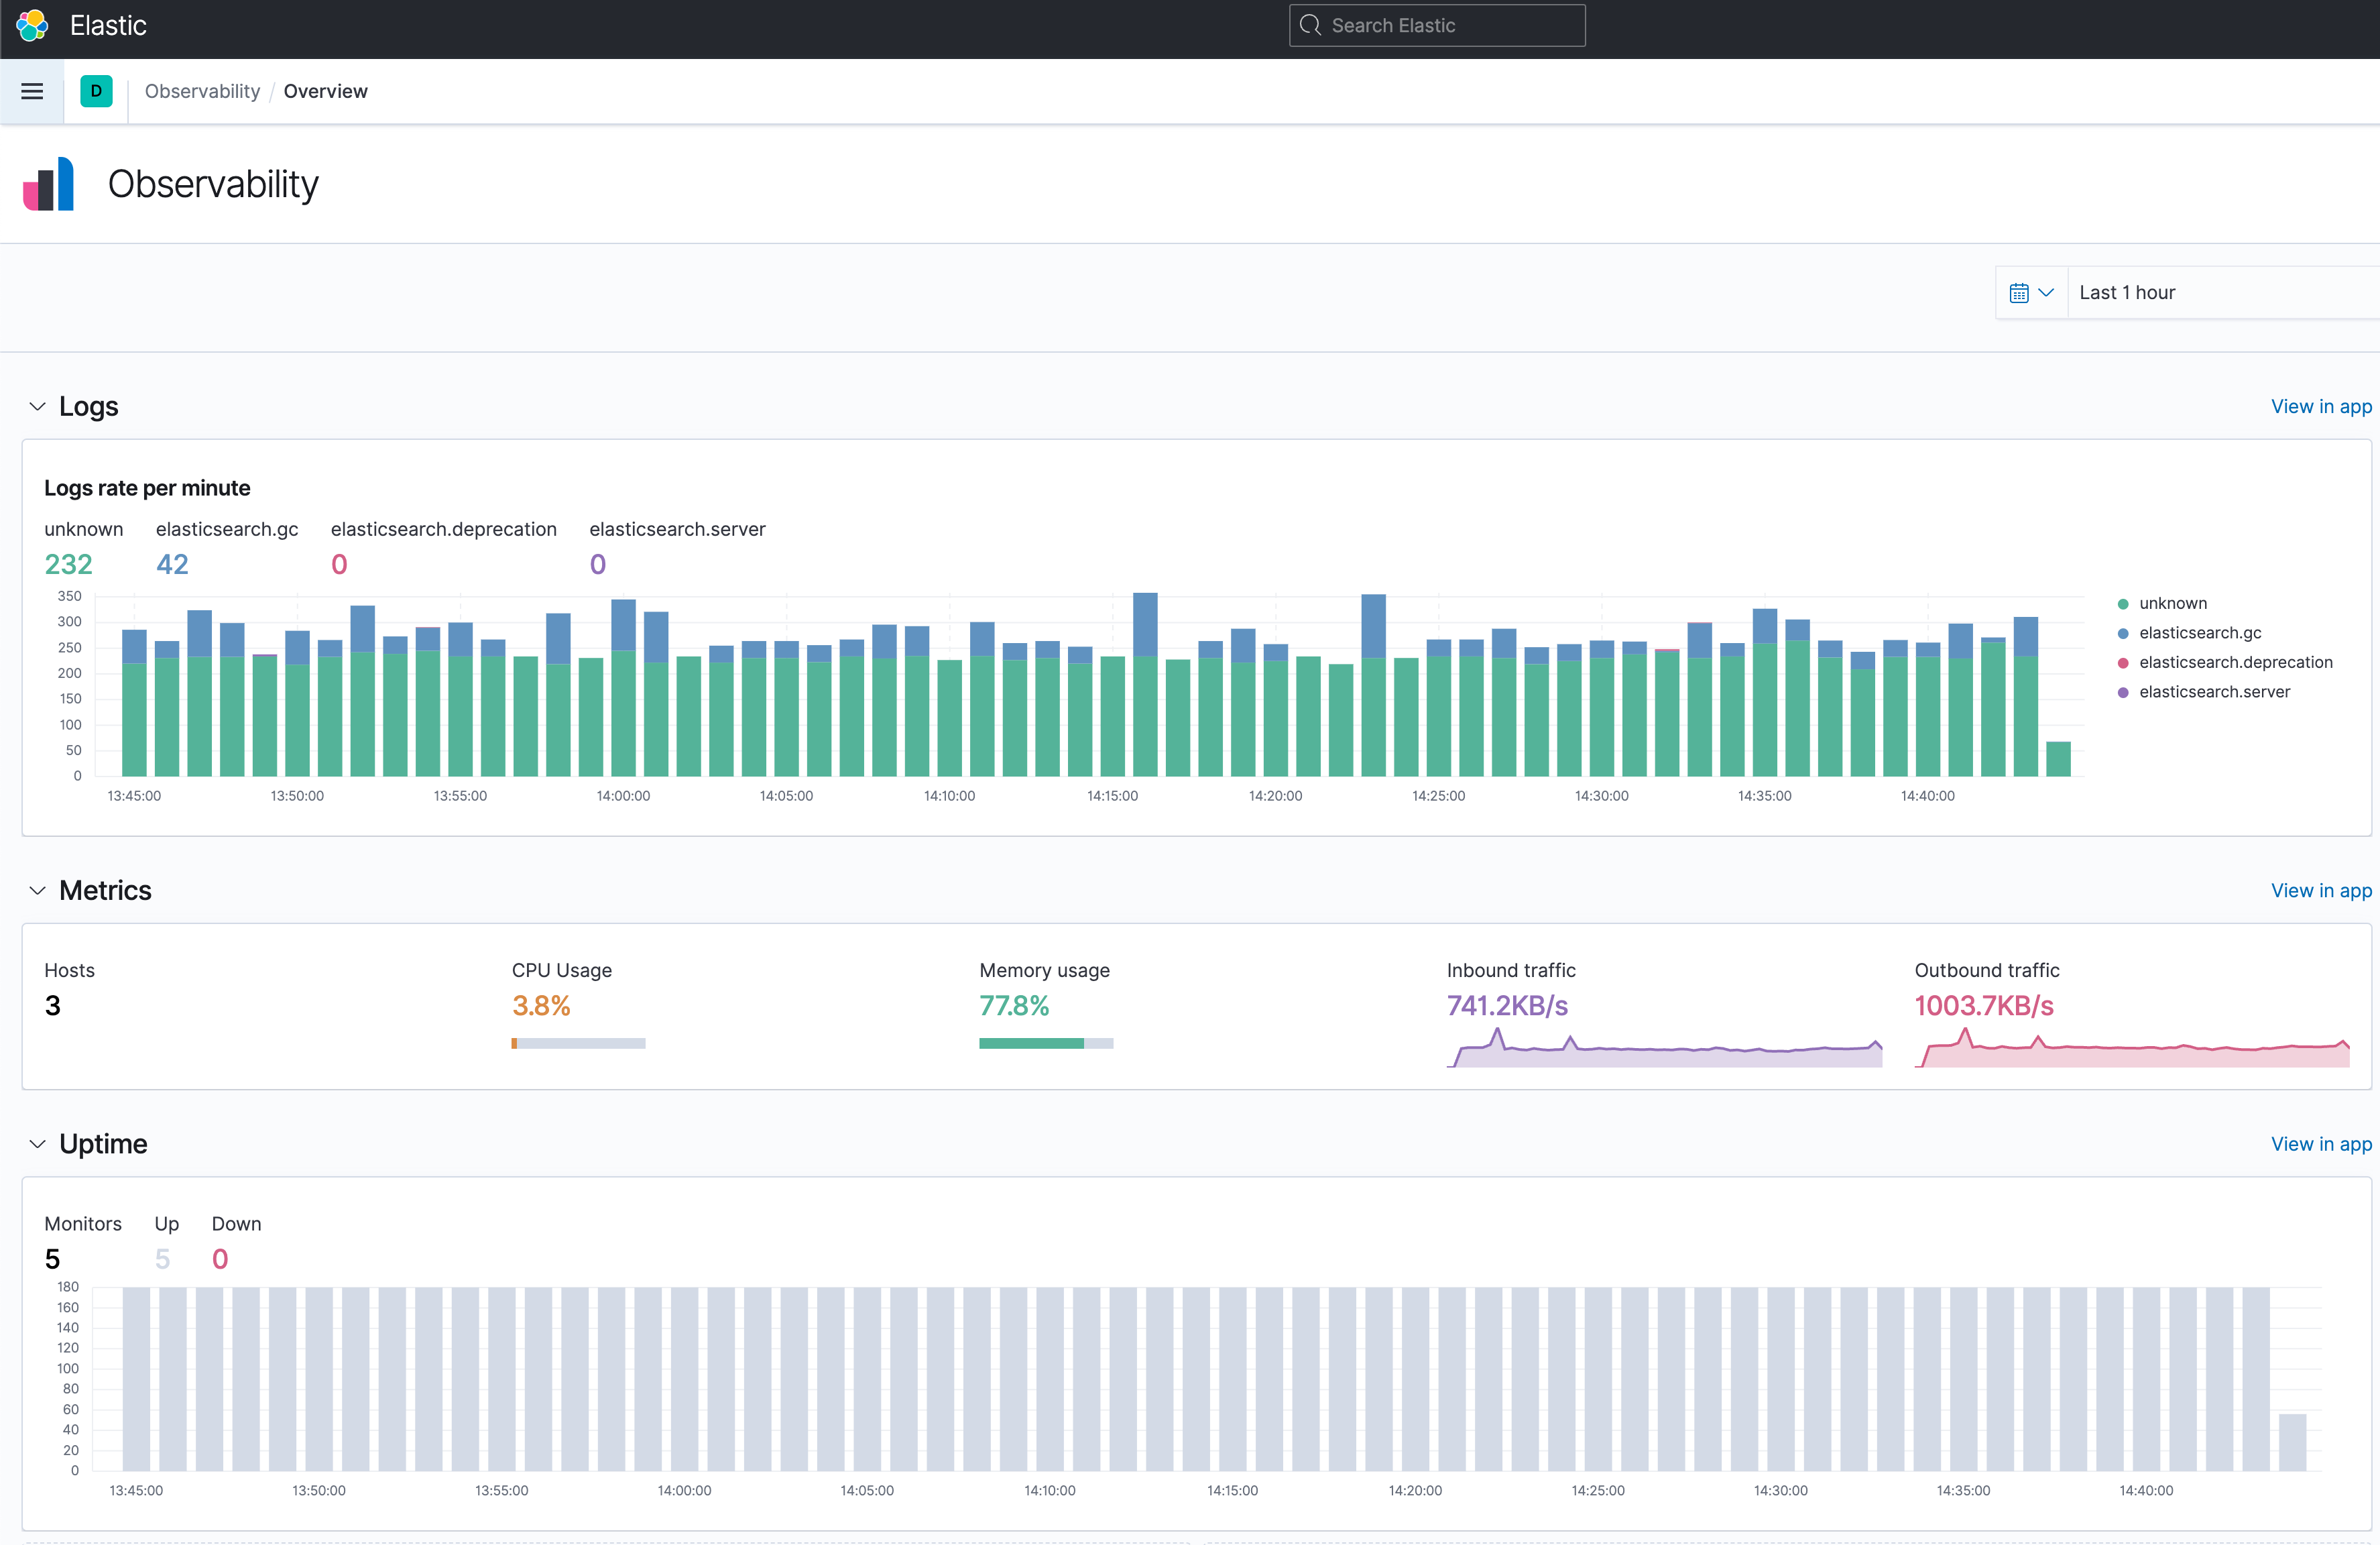 Elastic
Search Elastic
D
Observability / Overview
Observability
Last 1 hour
Logs
View in app
Logs rate per minute
unknown elasticsearch.gc elasticsearch.deprecation elasticsearch.server
232 42 0 0
350
300
250
200
150
100
50
0
unknown
elasticsearch.gc
elasticsearch.deprecation
elasticsearch.server
13:45:00 13:50:00 13:55:00 14:00:00 14:05:00 14:10:00 14:15:00 14:20:00 14:25:00 14:30:00 14:35:00 14:40:00
Metrics
View in app
Hosts
3
CPU Usage
3.8%
Memory usage
77.8%
Inbound traffic
741.2KB/s
Outbound traffic
1003.7KB/s
Uptime
View in app
Monitors Up Down
5 5 0
180
160
140
120
100
80
60
40
20
0
13:45:00 13:50:00 13:55:00 14:00:00 14:05:00 14:10:00 14:15:00 14:20:00 14:25:00 14:30:00 14:35:00 14:40:00